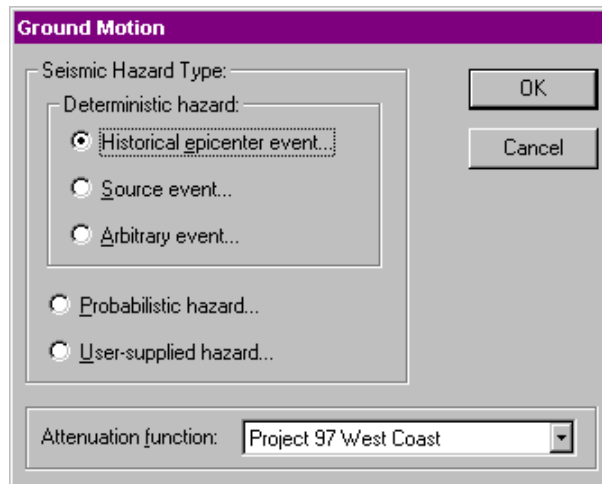 Ground Motion
Seismic Hazard Type:
Deterministic hazard:
Historical epicenter event...
Source event...
Arbitrary event...
Probabilistic hazard...
User-supplied hazard...
OK
Cancel
Attenuation function: Project 97 West Coast